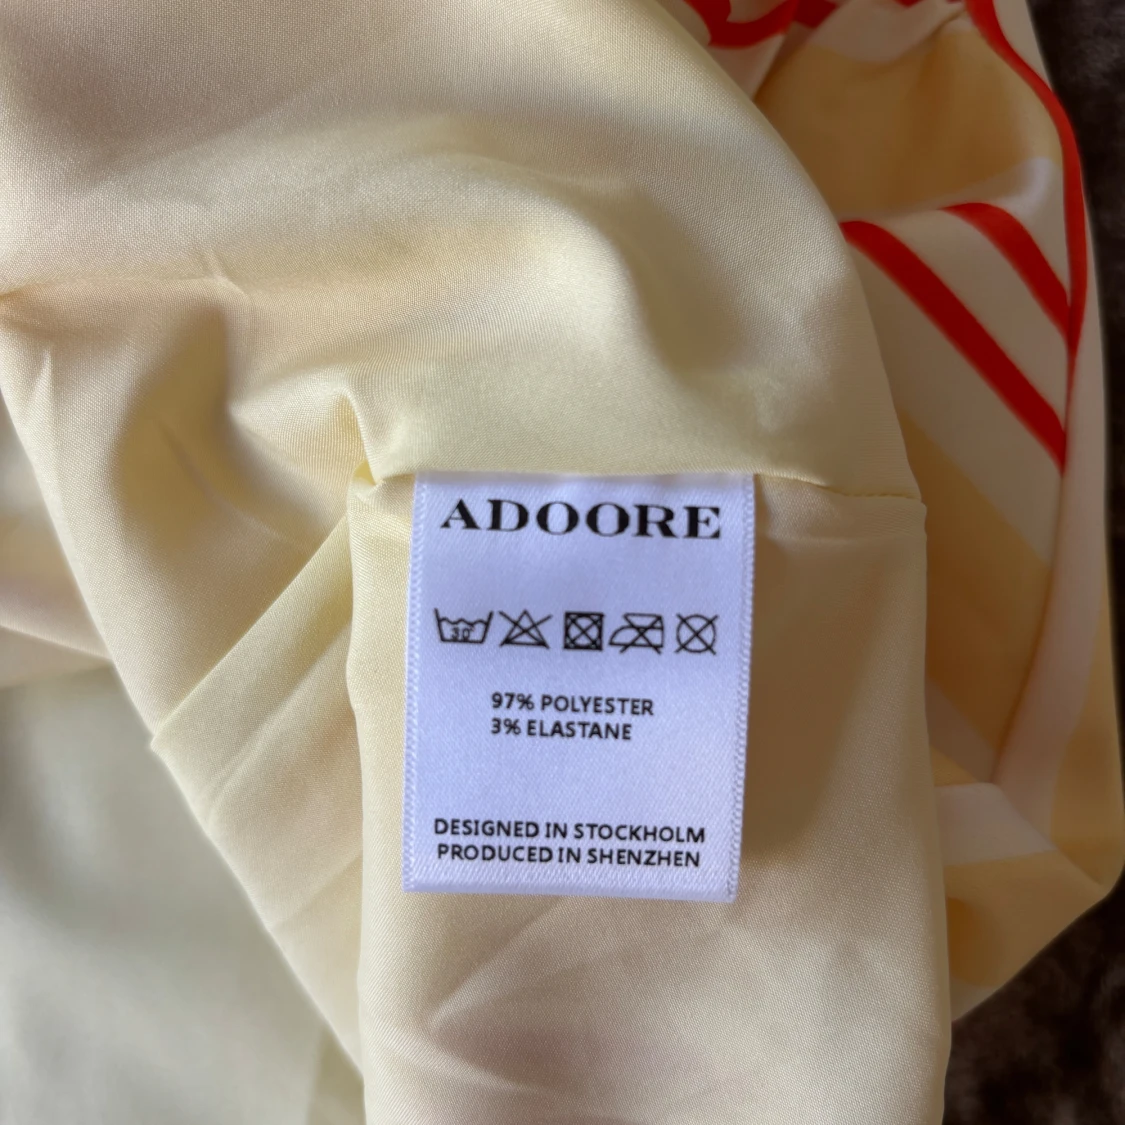 ADOORE
30°
97% POLYESTER
3% ELASTANE
DESIGNED IN STOCKHOLM
PRODUCED IN SHENZHEN